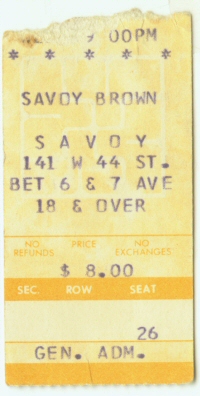 9 00PM
* * * * * *
SAVOY BROWN
SAVOY
141 W 44 ST.
BET 6 & 7 AVE
18 & OVER
NO REFUNDS PRICE NO EXCHANGES
$ 8.00
SEC. ROW SEAT
26
GEN. ADM.